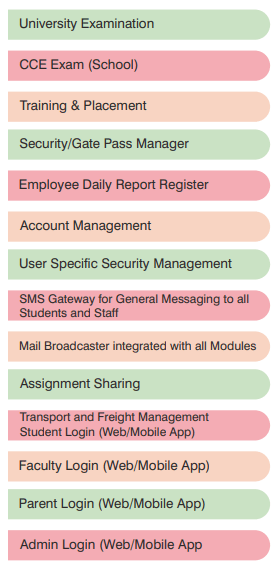 University Examination
CCE Exam (School)
Training & Placement
Security/Gate Pass Manager
Employee Daily Report Register
Account Management
User Specific Security Management
SMS Gateway for General Messaging to all
Students and Staff
Mail Broadcaster integrated with all Modules
Assignment Sharing
Transport and Freight Management
Student Login (Web/Mobile App)
Faculty Login (Web/Mobile App)
Parent Login (Web/Mobile App)
Admin Login (Web/Mobile App